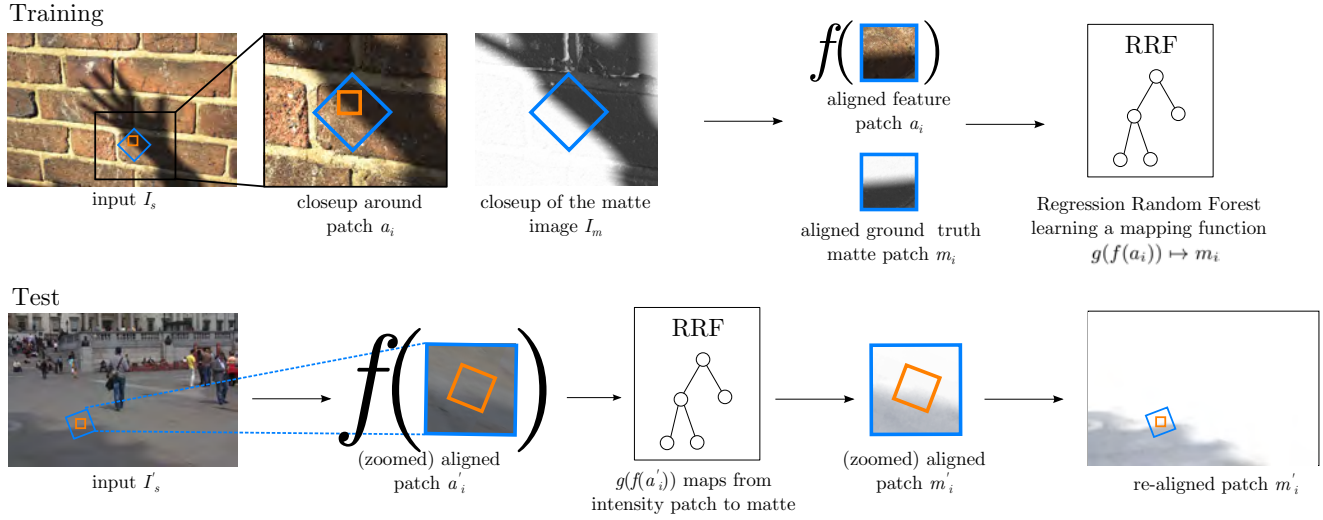 Training
input I_s
closeup around
patch a_i
closeup of the matte
image I_m
f( )
aligned feature
patch a_i
aligned ground truth
matte patch m_i
RRF
Regression Random Forest
learning a mapping function
g(f(a_i)) ↦ m_i
Test
input I'_s
f( )
(zoomed) aligned
patch a'_i
RRF
g(f(a'_i)) maps from
intensity patch to matte
(zoomed) aligned
patch m'_i
re-aligned patch m'_i